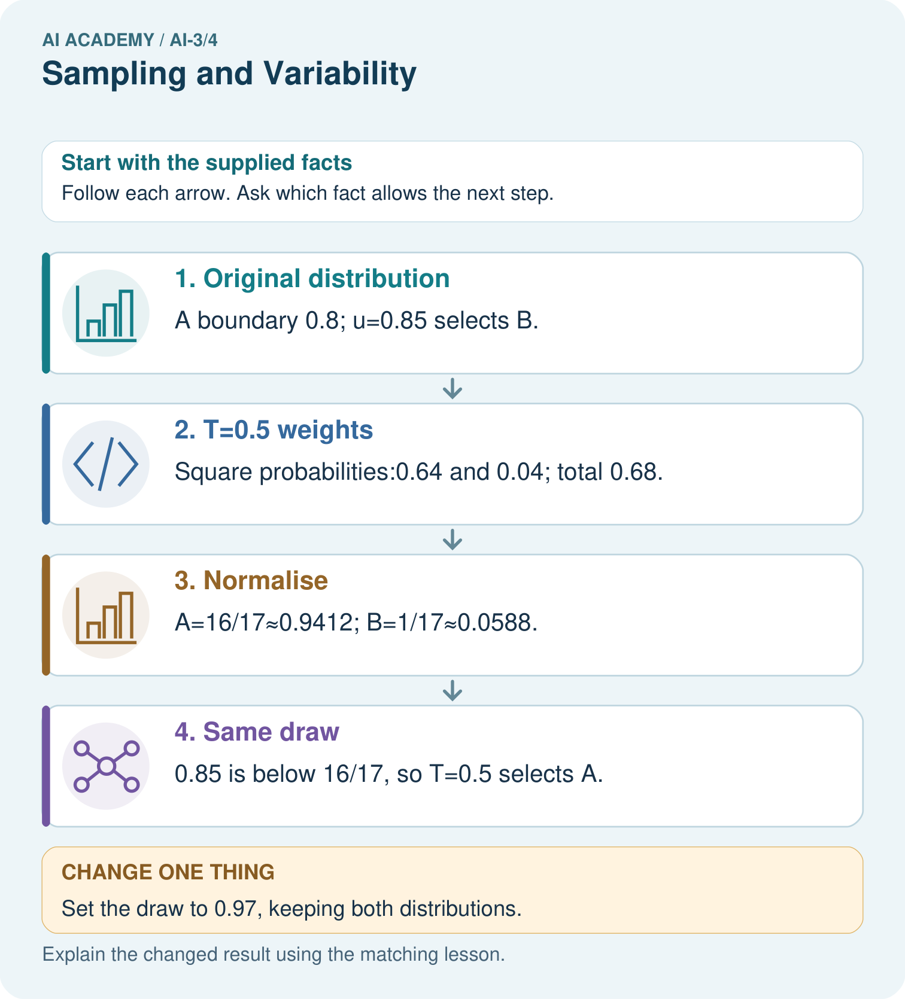 AI ACADEMY / AI-3/4
Sampling and Variability
Start with the supplied facts
Follow each arrow. Ask which fact allows the next step.
1. Original distribution
A boundary 0.8; u=0.85 selects B.
2. T=0.5 weights
Square probabilities:0.64 and 0.04; total 0.68.
3. Normalise
A=16/17≈0.9412; B=1/17≈0.0588.
4. Same draw
0.85 is below 16/17, so T=0.5 selects A.
CHANGE ONE THING
Set the draw to 0.97, keeping both distributions.
Explain the changed result using the matching lesson.